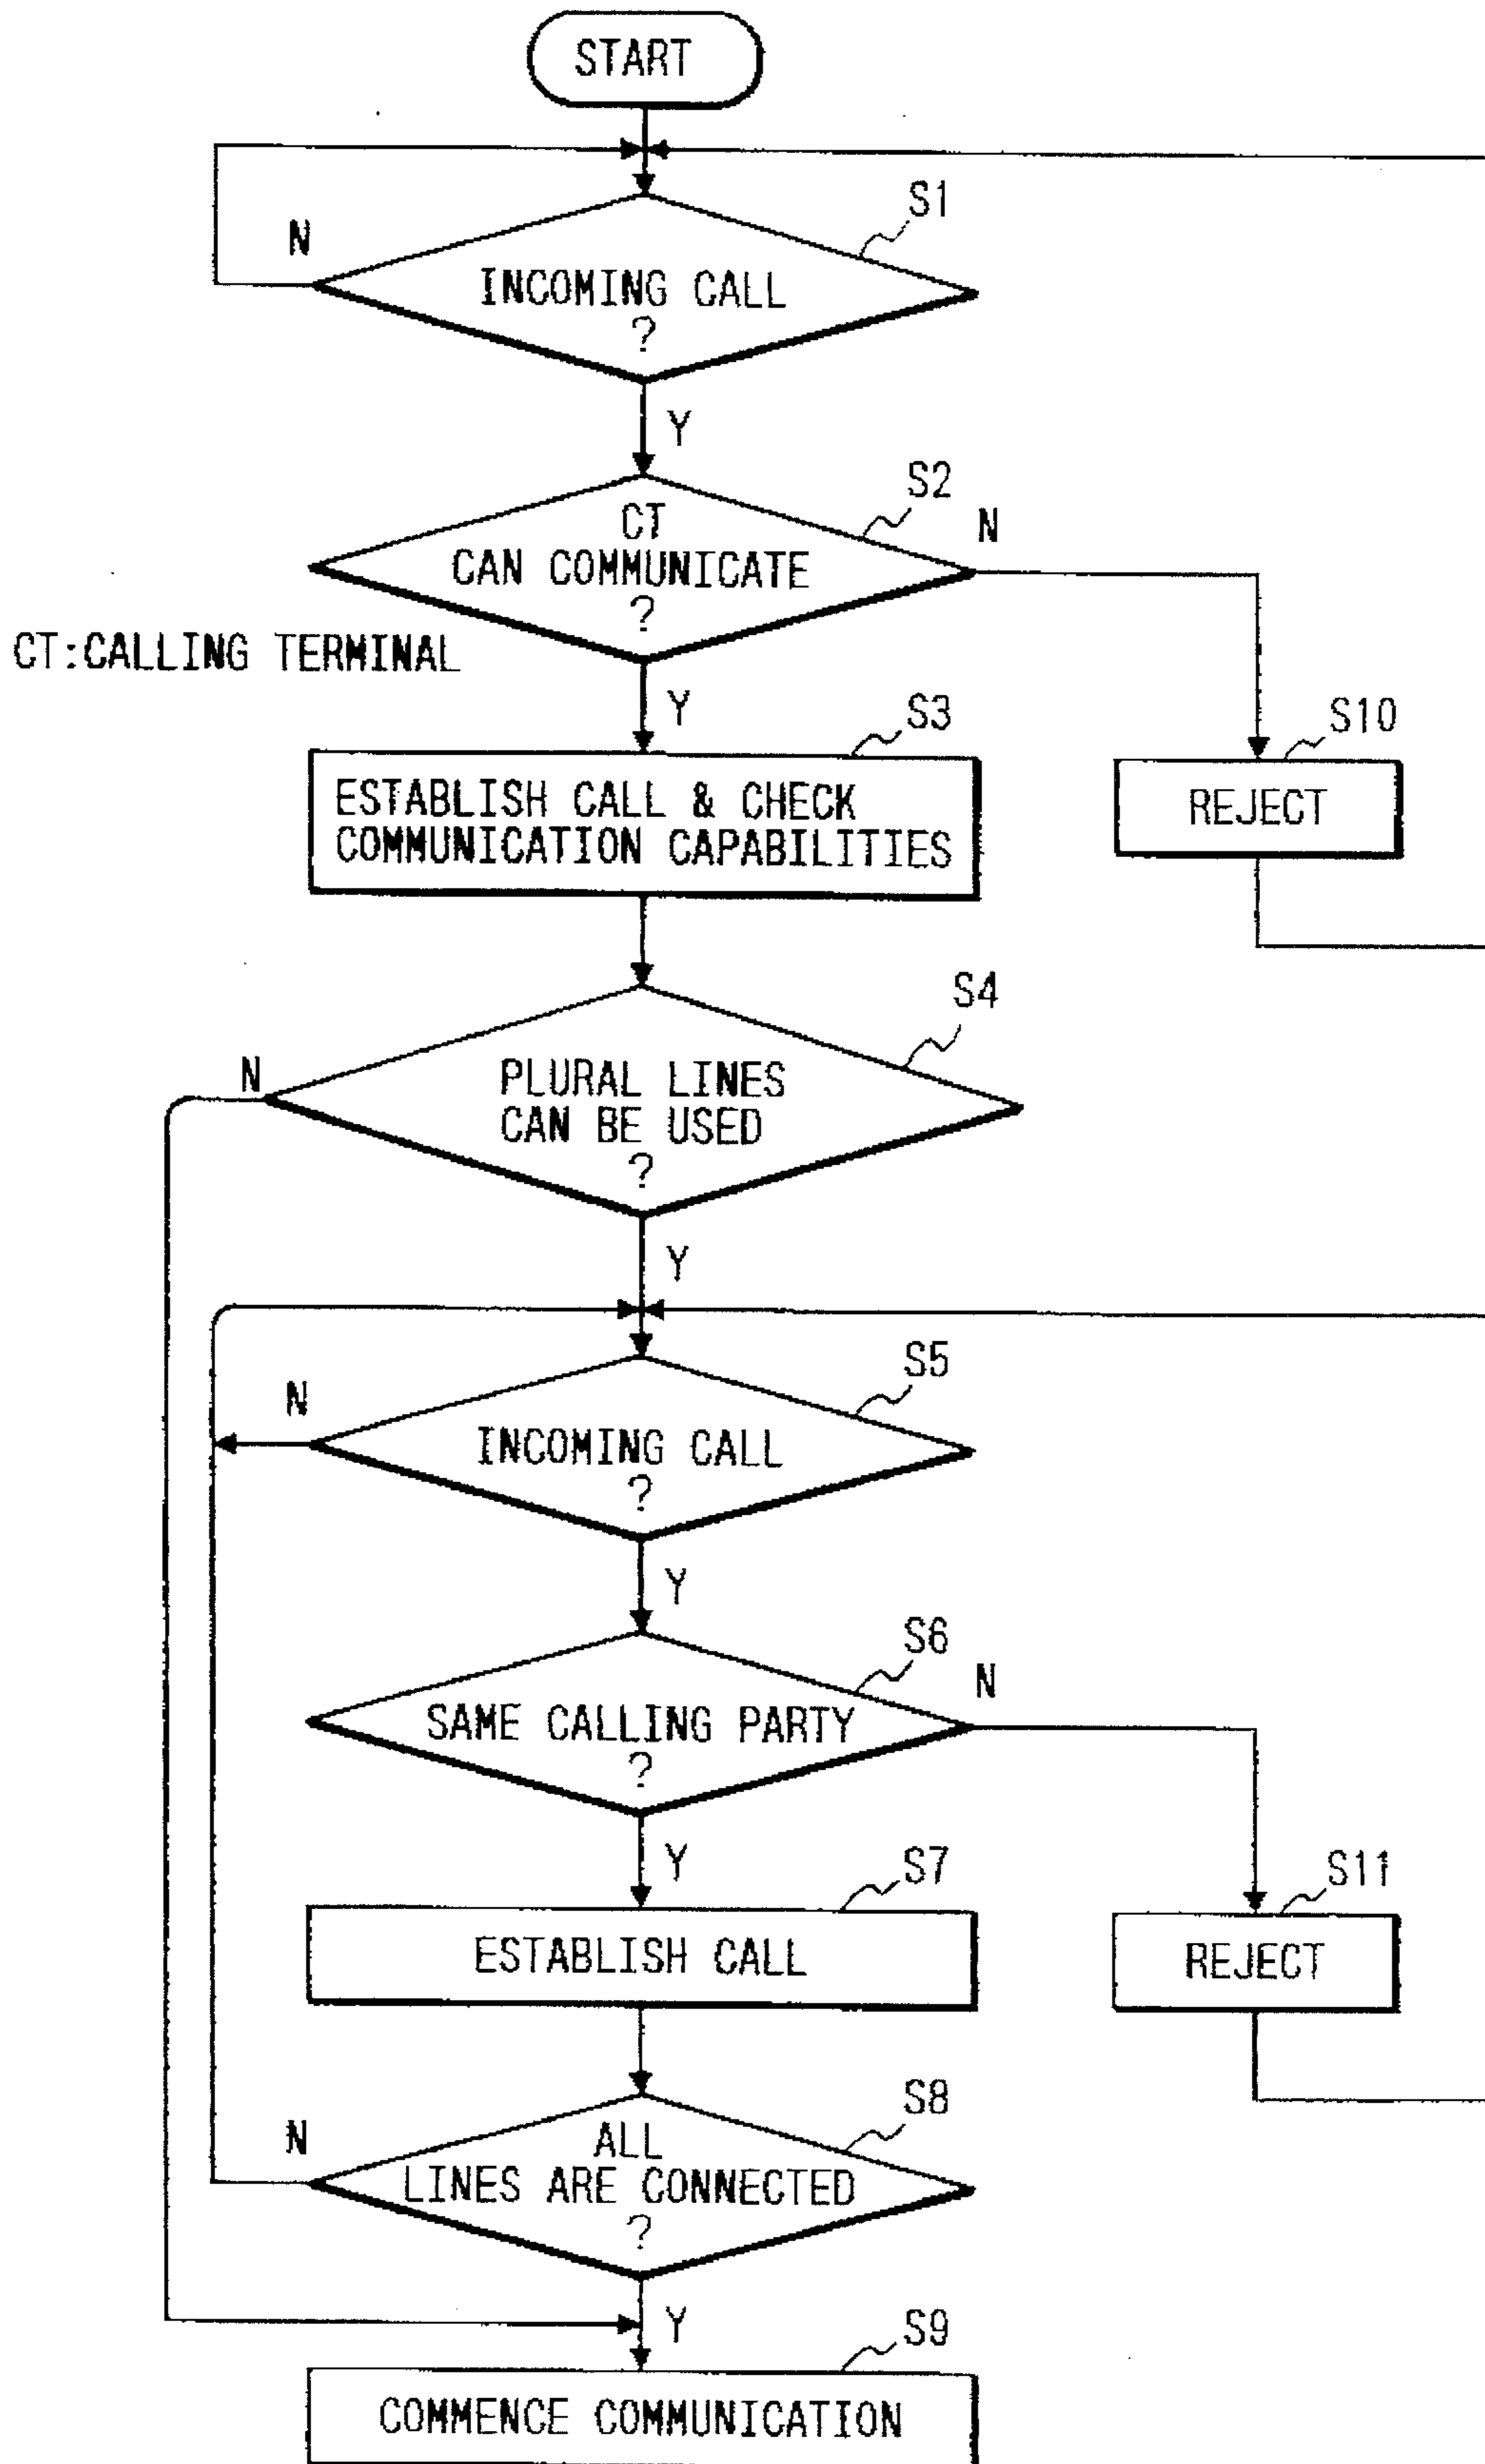 START
S1
N
INCOMING CALL
?
Y
S2
N
CT
CAN COMMUNICATE
?
CT:CALLING TERMINAL
Y
S3
S10
ESTABLISH CALL & CHECK
COMMUNICATION CAPABILITIES
REJECT
S4
N
PLURAL LINES
CAN BE USED
?
Y
S5
N
INCOMING CALL
?
Y
S6
N
SAME CALLING PARTY
?
Y
S7
S11
ESTABLISH CALL
REJECT
S8
N
ALL
LINES ARE CONNECTED
?
Y
S9
COMMENCE COMMUNICATION